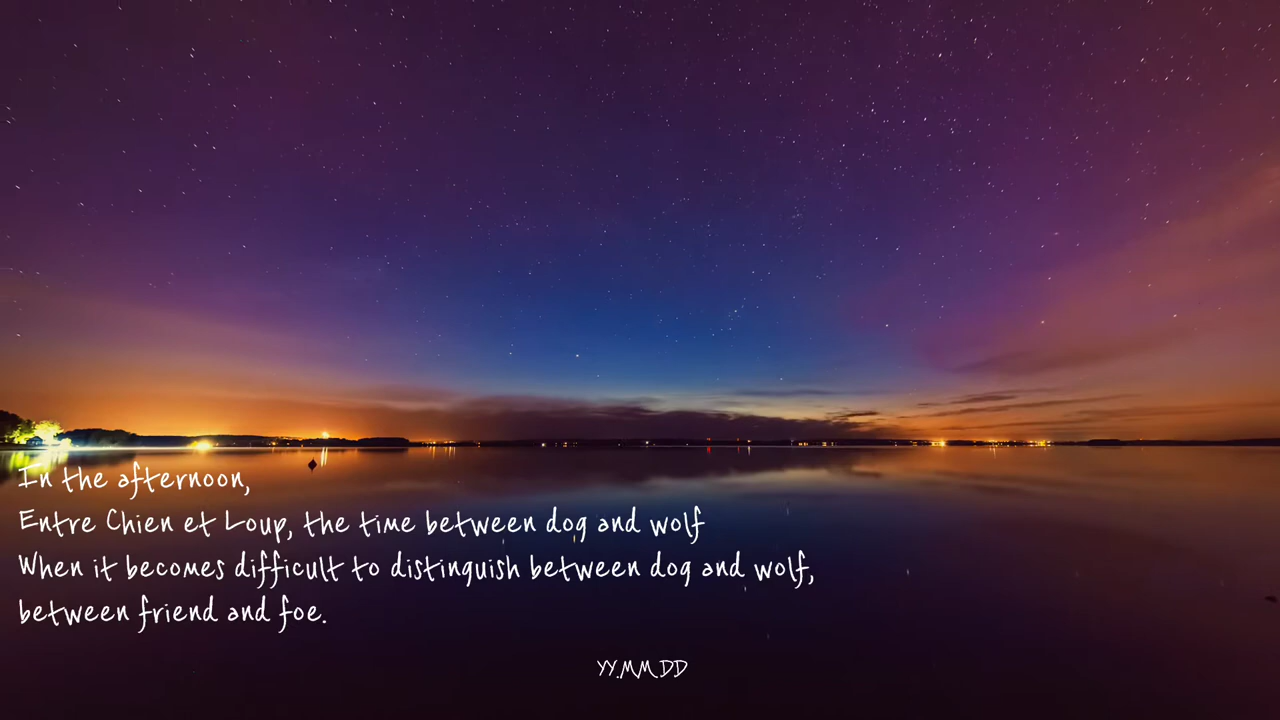 In the afternoon,
Entre Chien et Loup, the time between dog and wolf
When it becomes difficult to distinguish between dog and wolf,
between friend and foe.
YY.MM.DD